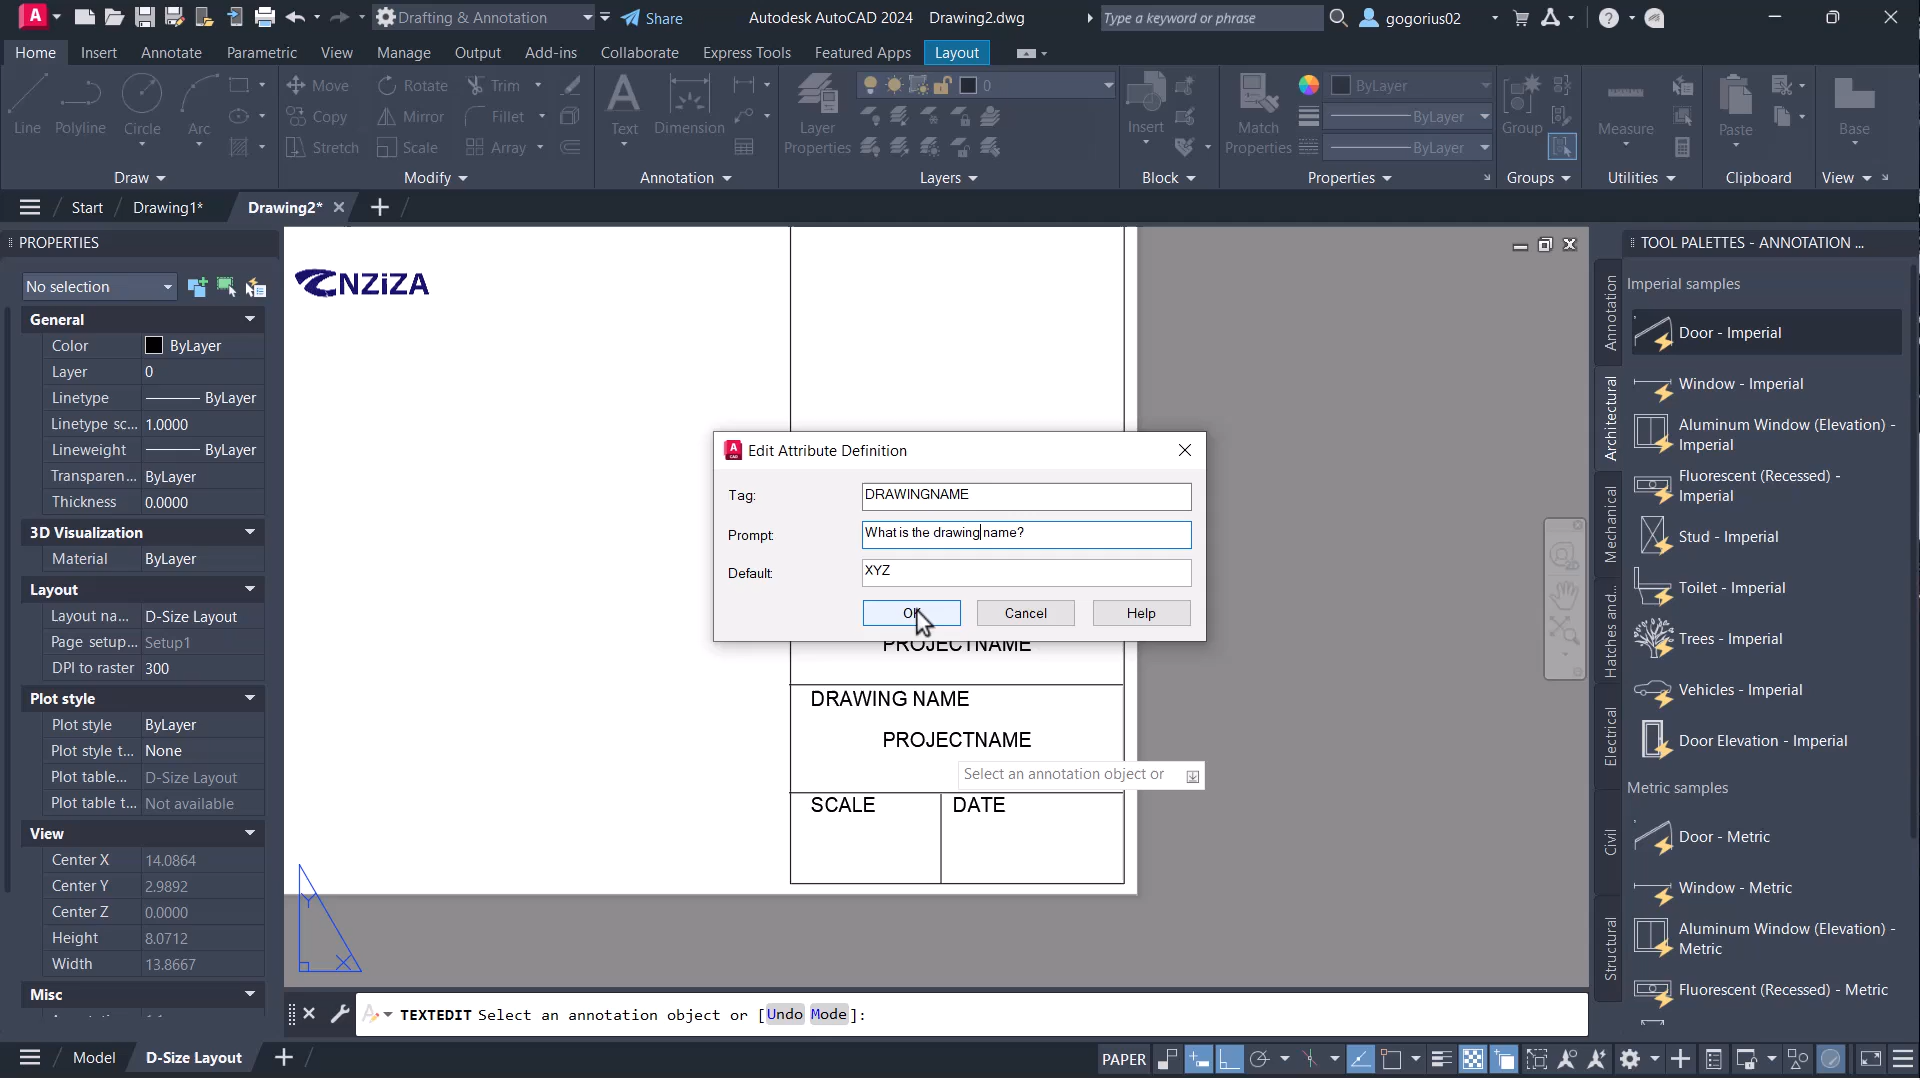 Drafting & Annotation
Share
Autodesk AutoCAD 2024 Drawing2.dwg
Type a keyword or phrase
gogorius02
Home Insert Annotate Parametric View Manage Output Add-ins Collaborate Express Tools Featured Apps Layout
Line Polyline Circle Arc
Move Rotate Trim
Copy Mirror Fillet
Stretch Scale Array
Text Dimension
Layer
Properties
0
Insert
Match
Properties
ByLayer
ByLayer
ByLayer
Group
Measure
Paste
Base
Draw Modify Annotation Layers Block Properties Groups Utilities Clipboard View
Start Drawing1* Drawing2*
PROPERTIES
No selection
General
Color ByLayer
Layer 0
Linetype ByLayer
Linetype sc... 1.0000
Lineweight ByLayer
Transparen... ByLayer
Thickness 0.0000
3D Visualization
Material ByLayer
Layout
Layout na... D-Size Layout
Page setup... Setup1
DPI to raster 300
Plot style
Plot style ByLayer
Plot style t... None
Plot table... D-Size Layout
Plot table t... Not available
View
Center X 14.0864
Center Y 2.9892
Center Z 0.0000
Height 8.0712
Width 13.8667
Misc
NZiZA
Edit Attribute Definition
Tag: DRAWINGNAME
Prompt: What is the drawing name?
Default: XYZ
OK Cancel Help
PROJECTNAME
DRAWING NAME
PROJECTNAME
Select an annotation object or
SCALE DATE
Y
X
TEXTEDIT Select an annotation object or [Undo Mode]:
TOOL PALETTES - ANNOTATION ...
Annotation
Architectural
Mechanical
Hatches and...
Electrical
Civil
Structural
Imperial samples
Door - Imperial
Window - Imperial
Aluminum Window (Elevation) -
Imperial
Fluorescent (Recessed) -
Imperial
Stud - Imperial
Toilet - Imperial
Trees - Imperial
Vehicles - Imperial
Door Elevation - Imperial
Metric samples
Door - Metric
Window - Metric
Aluminum Window (Elevation) -
Metric
Fluorescent (Recessed) - Metric
Model D-Size Layout
PAPER